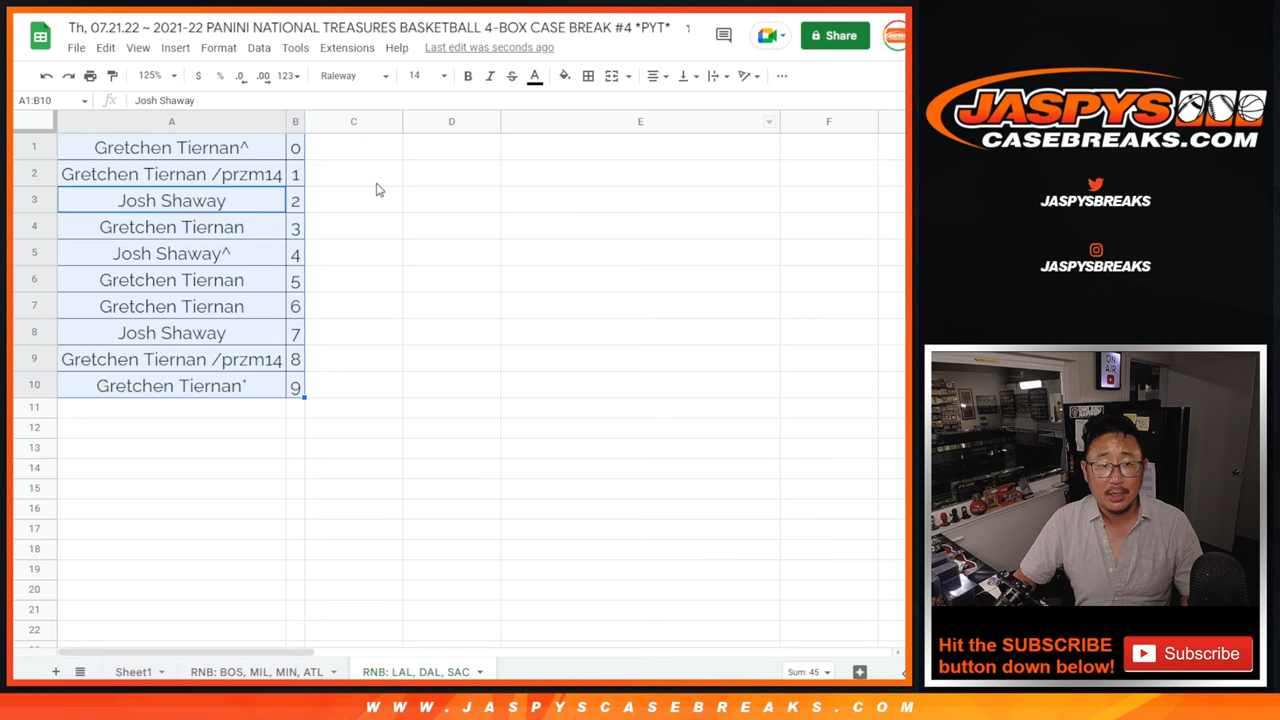 Th, 07.21.22 ~ 2021-22 PANINI NATIONAL TREASURES BASKETBALL 4-BOX CASE BREAK #4 *PYT*
File Edit View Insert Format Data Tools Extensions Help Last edit was seconds ago
Share
125% $ % .0 .00 123 Raleway 14 B I S A
A1:B10 fx Josh Shaway
A B C D E F
1 Gretchen Tiernan^ 0
2 Gretchen Tiernan /przm14 1
3 Josh Shaway 2
4 Gretchen Tiernan 3
5 Josh Shaway^ 4
6 Gretchen Tiernan 5
7 Gretchen Tiernan 6
8 Josh Shaway 7
9 Gretchen Tiernan /przm14 8
10 Gretchen Tiernan* 9
11
12
13
14
15
16
17
18
19
20
21
22
Sheet1 RNB: BOS, MIL, MIN, ATL RNB: LAL, DAL, SAC Sum: 45
JASPYS
CASEBREAKS.COM
JASPYSBREAKS
JASPYSBREAKS
ON AIR
Hit the SUBSCRIBE
button down below!
Subscribe
WWW.JASPYSCASEBREAKS.COM